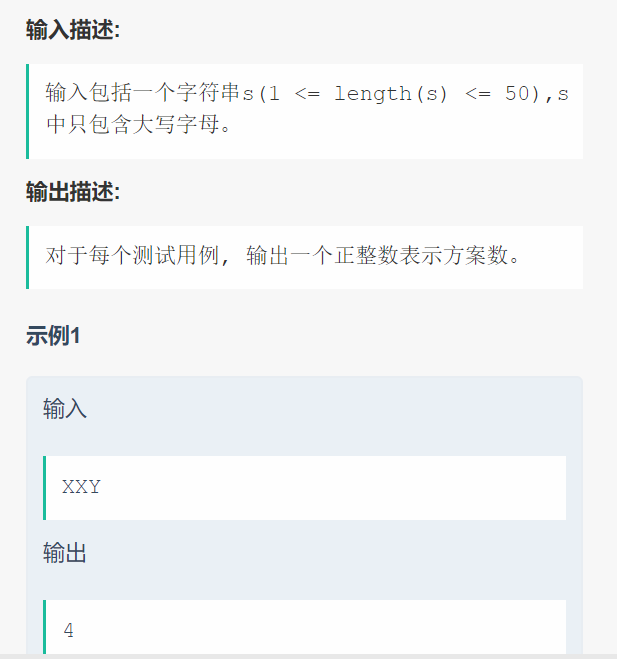 输入描述:
输入包括一个字符串s(1 <= length(s) <= 50),s
中只包含大写字母。
输出描述:
对于每个测试用例, 输出一个正整数表示方案数。
示例1
输入
XXY
输出
4